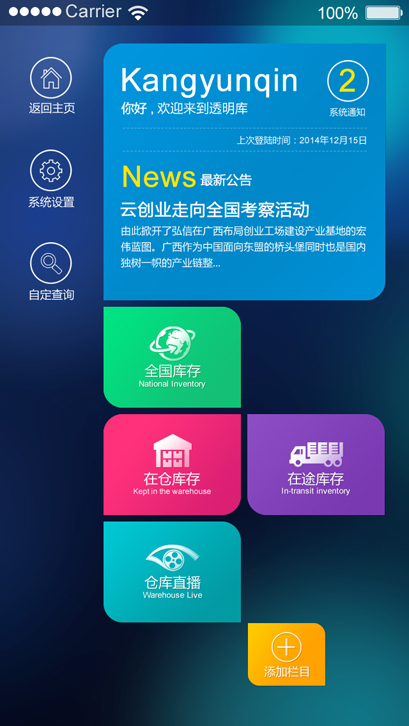 Carrier
100%
返回主页
系统设置
自定查询
Kangyunqin
2
系统通知
你好 , 欢迎来到透明库
上次登陆时间：2014年12月15日
News 最新公告
云创业走向全国考察活动
由此掀开了弘信在广西布局创业工场建设产业基地的宏
伟蓝图。广西作为中国面向东盟的桥头堡同时也是国内
独树一帜的产业链整...
全国库存
National Inventory
在仓库存
Kept in the warehouse
在途库存
In-transit inventory
仓库直播
Warehouse Live
添加栏目